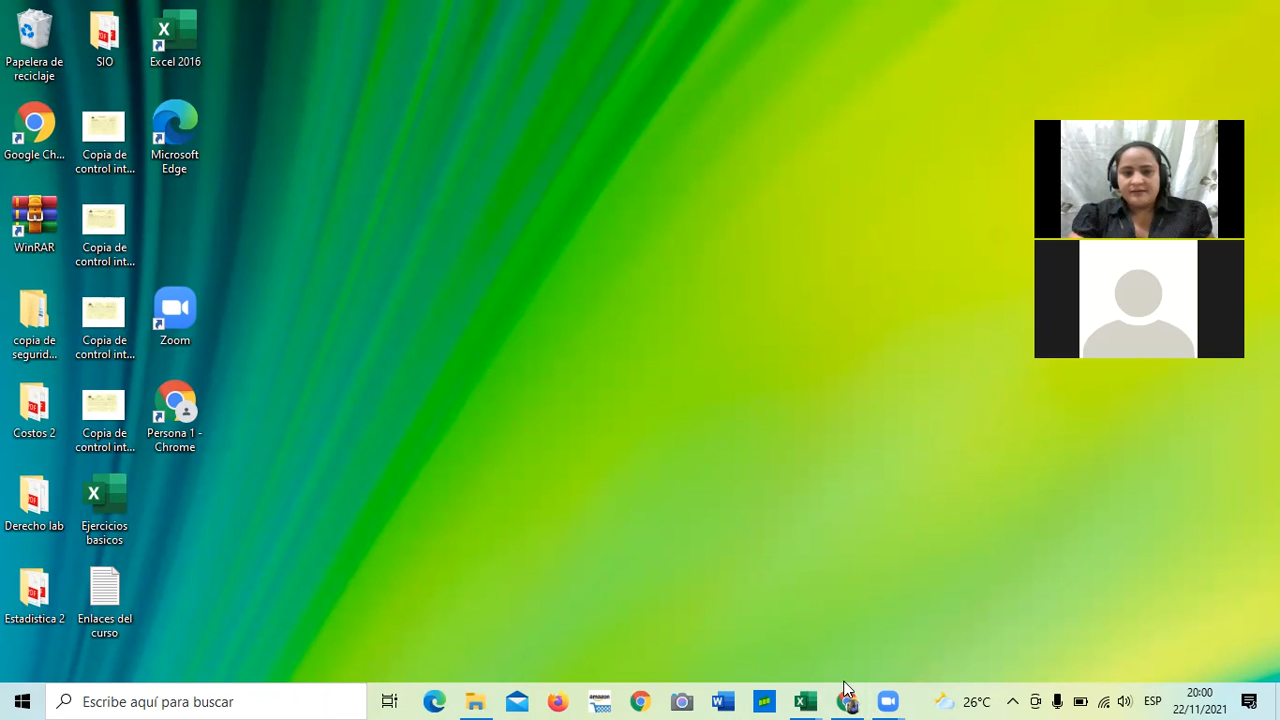 Papelera de
reciclaje
SIO
Excel 2016
Google Ch...
Copia de
control int...
Microsoft
Edge
WinRAR
Copia de
control int...
copia de
segurid...
Copia de
control int...
Zoom
Costos 2
Copia de
control int...
Persona 1 -
Chrome
Derecho lab
Ejercicios
basicos
Estadistica 2
Enlaces del
curso
Escribe aquí para buscar
amazon
26°C
ESP
20:00
22/11/2021